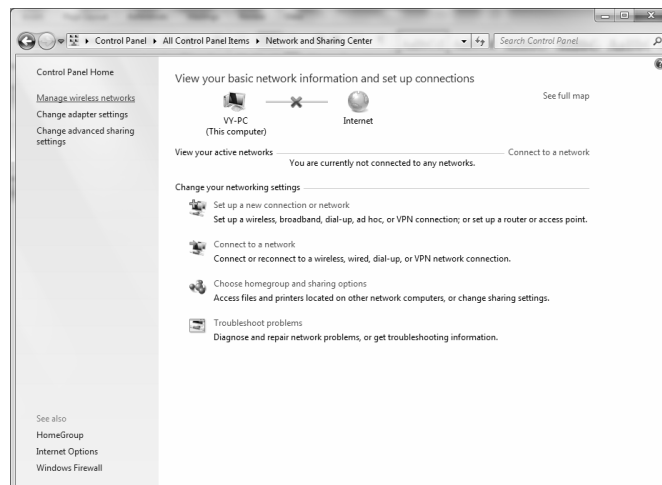 Control Panel All Control Panel Items Network and Sharing Center
Search Control Panel
Control Panel Home
Manage wireless networks
Change adapter settings
Change advanced sharing
settings
See also
HomeGroup
Internet Options
Windows Firewall
View your basic network information and set up connections
See full map
VY-PC
(This computer)
Internet
View your active networks
Connect to a network
You are currently not connected to any networks.
Change your networking settings
Set up a new connection or network
Set up a wireless, broadband, dial-up, ad hoc, or VPN connection; or set up a router or access point.
Connect to a network
Connect or reconnect to a wireless, wired, dial-up, or VPN network connection.
Choose homegroup and sharing options
Access files and printers located on other network computers, or change sharing settings.
Troubleshoot problems
Diagnose and repair network problems, or get troubleshooting information.